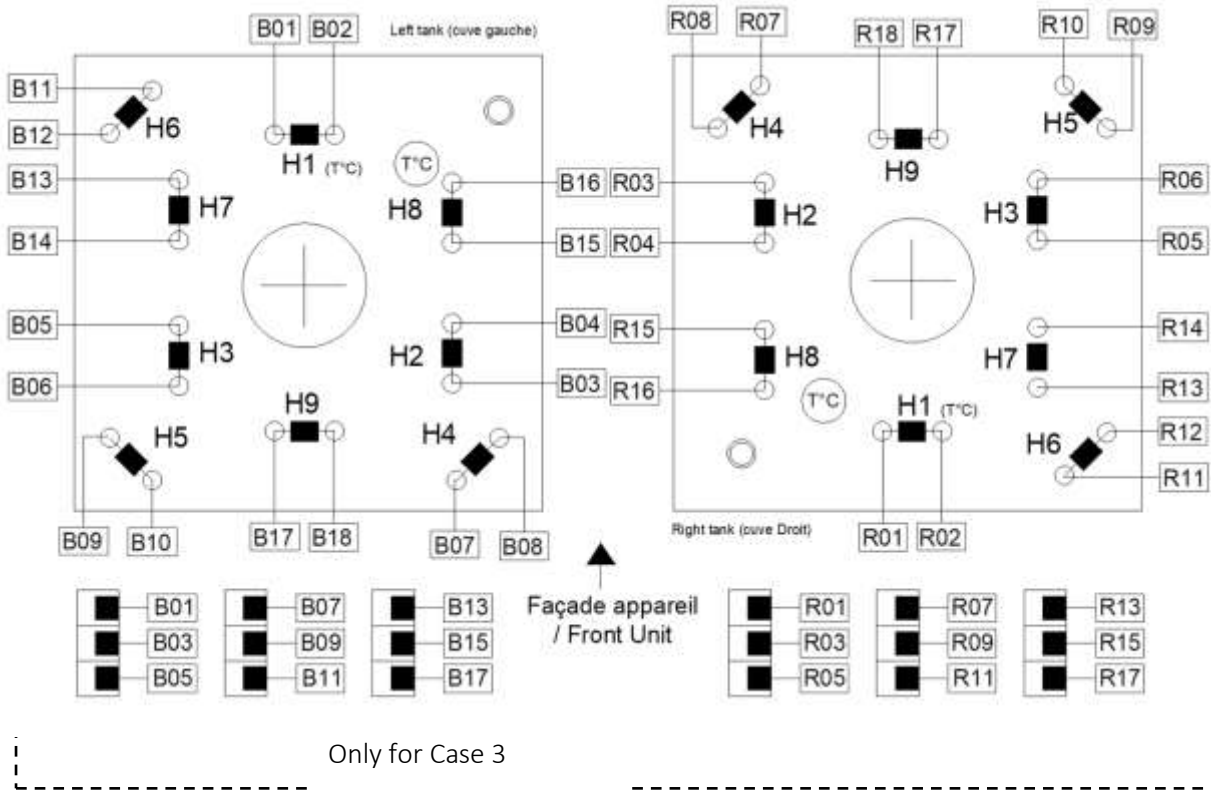 B01 B02 Left tank (cuve gauche) R08 R07 R18 R17 R10 R09
B11
B12 H6 H4 H5
H1 (T°C) T°C H9
B13 B16 R03 R06
H7 H8 H2 H3
B14 B15 R04 R05
B05 B04 R15 R14
H3 H2 H8 H7
B06 B03 R16 R13
H9 T°C H1 (T°C)
H5 H4 H6 R12
R11
Right tank (cuve Droit)
B09 B10 B17 B18 B07 B08 R01 R02
B01 B07 B13 Façade appareil R01 R07 R13
B03 B09 B15 / Front Unit R03 R09 R15
B05 B11 B17 R05 R11 R17
Only for Case 3